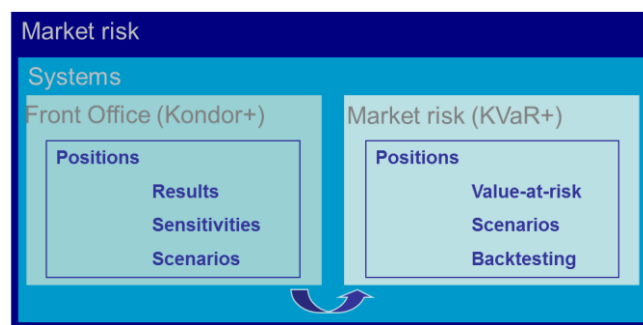 Market risk
Systems
Front Office (Kondor+)
Positions
Results
Sensitivities
Scenarios
Market risk (KVaR+)
Positions
Value-at-risk
Scenarios
Backtesting